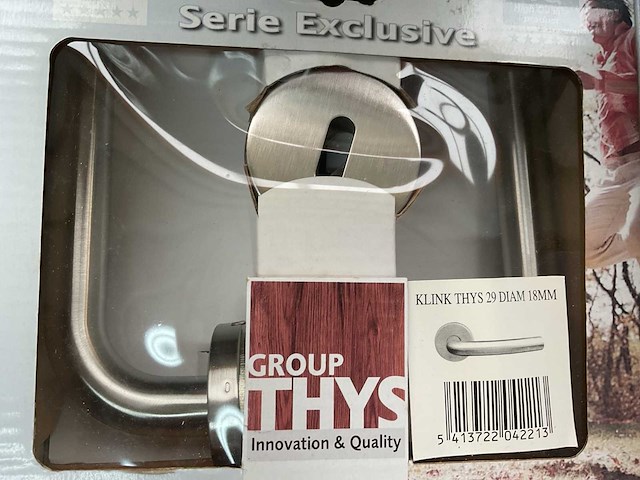 Serie Exclusive
KLINK THYS 29 DIAM 18MM
GROUP
THYS
Innovation & Quality
5 413722 042213